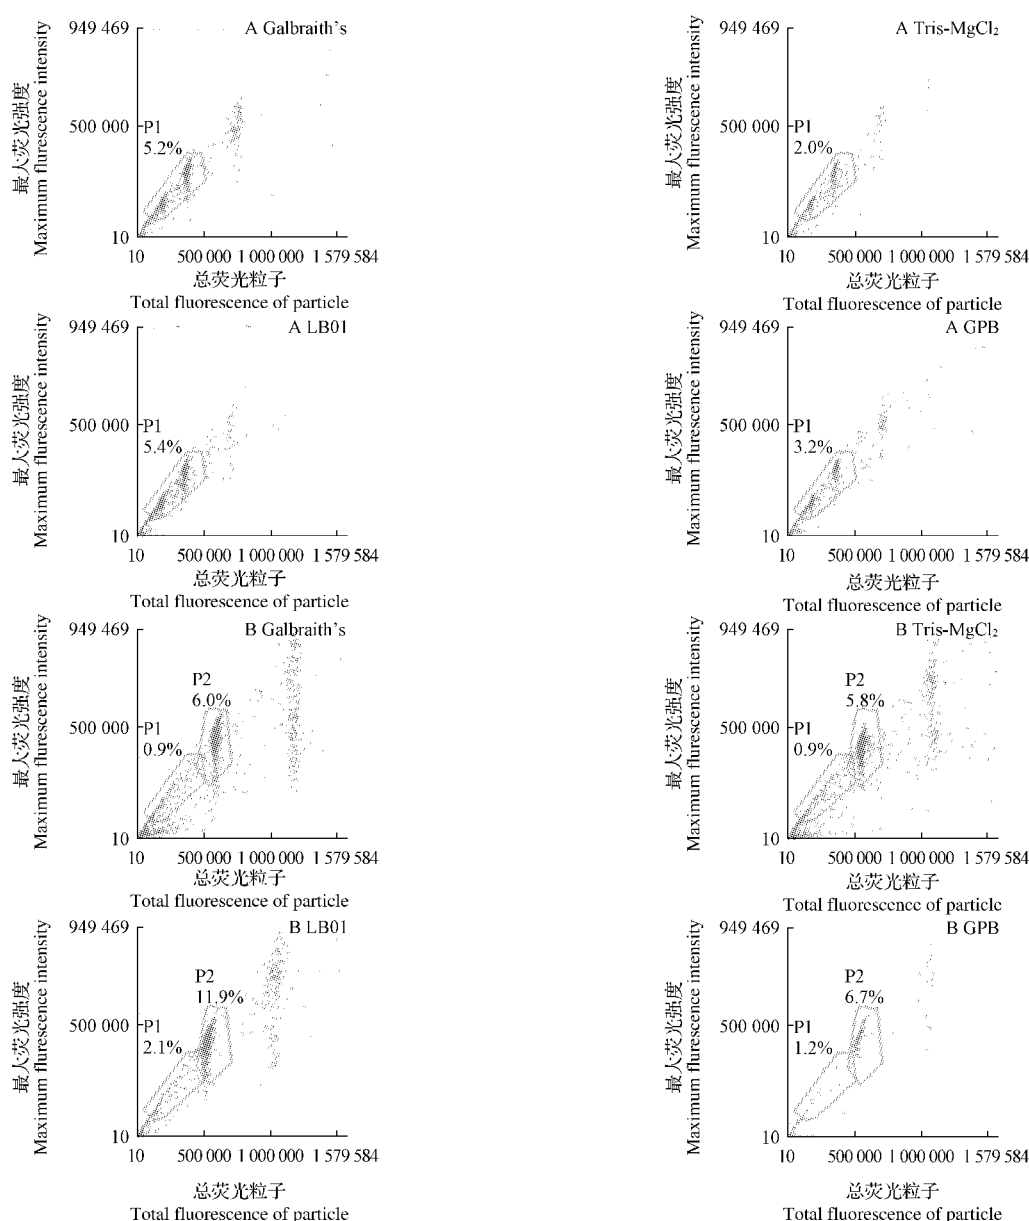 949 469
A Galbraith's
500 000
P1
5.2%
10
10 500 000 1 000 000 1 579 584
最大荧光强度
Maximum flurescence intensity
总荧光粒子
Total fluorescence of particle
949 469
A Tris-MgCl₂
500 000
P1
2.0%
10
10 500 000 1 000 000 1 579 584
最大荧光强度
Maximum flurescence intensity
总荧光粒子
Total fluorescence of particle
949 469
A LB01
500 000
P1
5.4%
10
10 500 000 1 000 000 1 579 584
最大荧光强度
Maximum flurescence intensity
总荧光粒子
Total fluorescence of particle
949 469
A GPB
500 000
P1
3.2%
10
10 500 000 1 000 000 1 579 584
最大荧光强度
Maximum flurescence intensity
总荧光粒子
Total fluorescence of particle
949 469
B Galbraith's
P2
6.0%
500 000
P1
0.9%
10
10 500 000 1 000 000 1 579 584
最大荧光强度
Maximum flurescence intensity
总荧光粒子
Total fluorescence of particle
949 469
B Tris-MgCl₂
P2
5.8%
500 000
P1
0.9%
10
10 500 000 1 000 000 1 579 584
最大荧光强度
Maximum flurescence intensity
总荧光粒子
Total fluorescence of particle
949 469
B LB01
P2
11.9%
500 000
P1
2.1%
10
10 500 000 1 000 000 1 579 584
最大荧光强度
Maximum flurescence intensity
总荧光粒子
Total fluorescence of particle
949 469
B GPB
P2
6.7%
500 000
P1
1.2%
10
10 500 000 1 000 000 1 579 584
最大荧光强度
Maximum flurescence intensity
总荧光粒子
Total fluorescence of particle